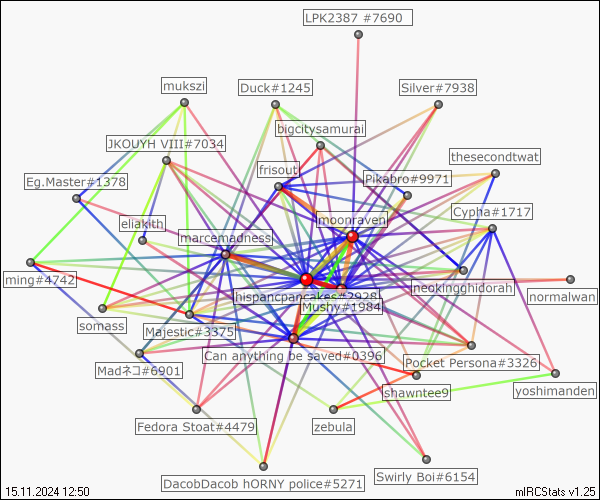 LPK2387 #7690
mukszi
Duck#1245
Silver#7938
bigcitysamurai
JKOUYH VIII#7034
thesecondtwat
frisout
Pikabro#9971
Eg.Master#1378
moonraven
Cypha#1717
eliakith
marcemadness
ming#4742
neokingghidorah
hispancpancakes#3928
normalwan
Mushy#1984
somass
Majestic#3375
Can anything be saved#0396
Pocket Persona#3326
Madネコ#6901
shawntee9
yoshimanden
Fedora Stoat#4479
zebula
Swirly Boi#6154
DacobDacob hORNY police#5271
15.11.2024 12:50
mIRCStats v1.25